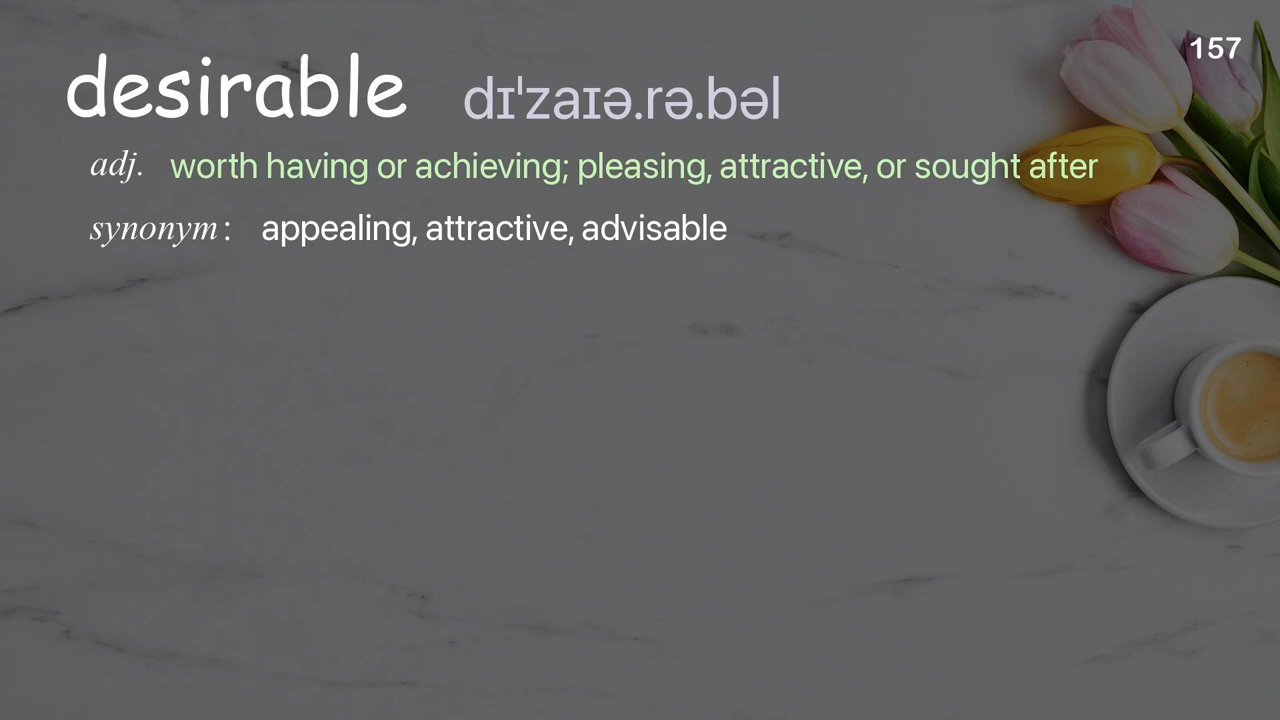 157
desirable dɪˈzaɪə.rə.bəl
adj. worth having or achieving; pleasing, attractive, or sought after
synonym: appealing, attractive, advisable